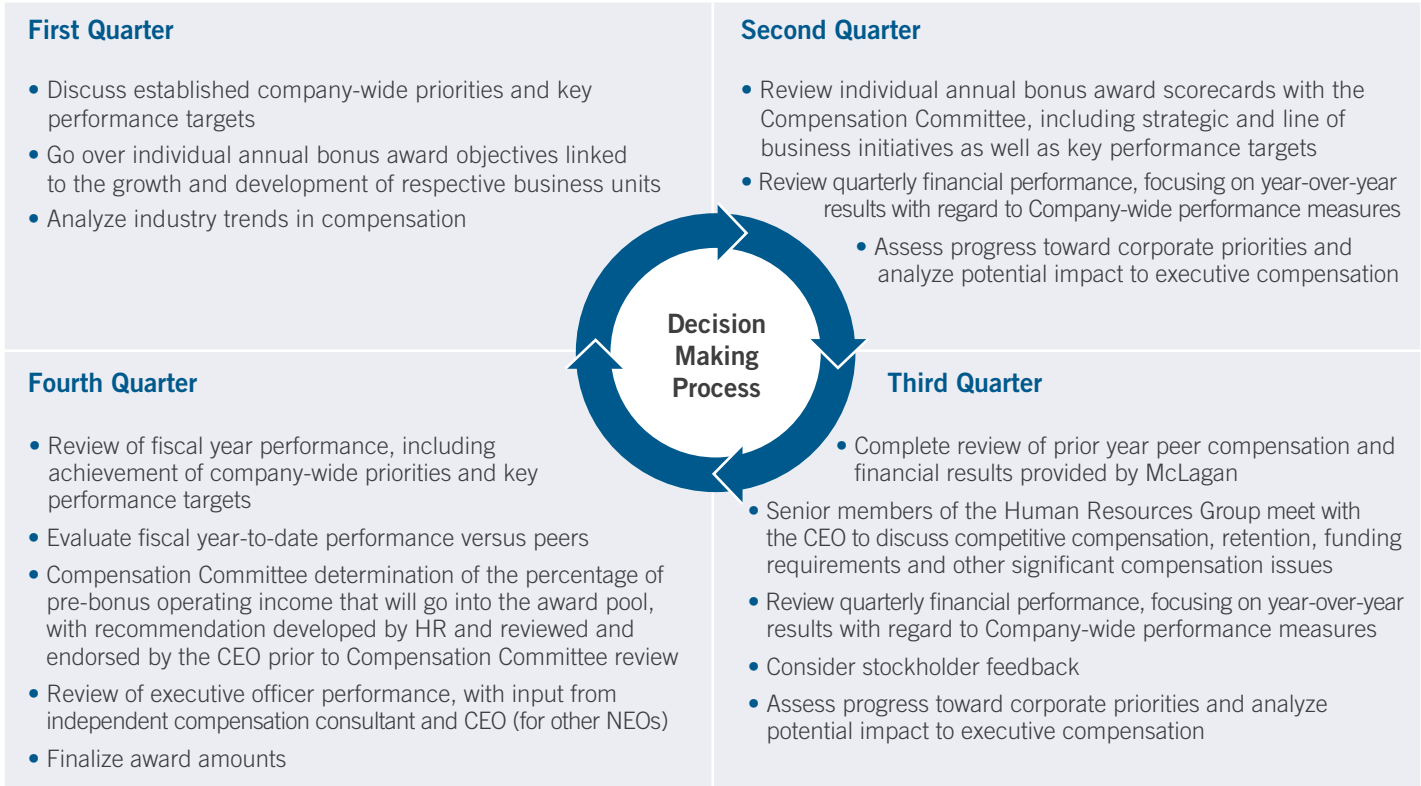 First Quarter
• Discuss established company-wide priorities and key
performance targets
• Go over individual annual bonus award objectives linked
to the growth and development of respective business units
• Analyze industry trends in compensation
Second Quarter
• Review individual annual bonus award scorecards with the
Compensation Committee, including strategic and line of
business initiatives as well as key performance targets
• Review quarterly financial performance, focusing on year-over-year
results with regard to Company-wide performance measures
• Assess progress toward corporate priorities and
analyze potential impact to executive compensation
Decision
Making
Process
Third Quarter
• Complete review of prior year peer compensation and
financial results provided by McLagan
• Senior members of the Human Resources Group meet with
the CEO to discuss competitive compensation, retention, funding
requirements and other significant compensation issues
• Review quarterly financial performance, focusing on year-over-year
results with regard to Company-wide performance measures
• Consider stockholder feedback
• Assess progress toward corporate priorities and analyze
potential impact to executive compensation
Fourth Quarter
• Review of fiscal year performance, including
achievement of company-wide priorities and key
performance targets
• Evaluate fiscal year-to-date performance versus peers
• Compensation Committee determination of the percentage of
pre-bonus operating income that will go into the award pool,
with recommendation developed by HR and reviewed and
endorsed by the CEO prior to Compensation Committee review
• Review of executive officer performance, with input from
independent compensation consultant and CEO (for other NEOs)
• Finalize award amounts